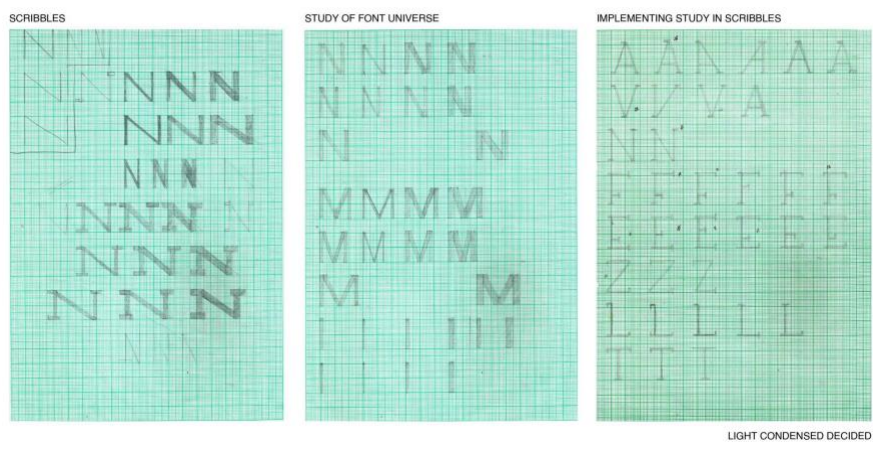 SCRIBBLES
STUDY OF FONT UNIVERSE
IMPLEMENTING STUDY IN SCRIBBLES
N N N
N N N N N
N N N N
N N N
N N N N
N N N
N N N
N N N
N N N N
N N N N
N N
M M M M
M M M M
M M
I I I I I I
I I I I
A A A A A A
V V V A
N N
F F F F F F
E E E E E E
Z Z Z
L L L L L
T T T
LIGHT CONDENSED DECIDED